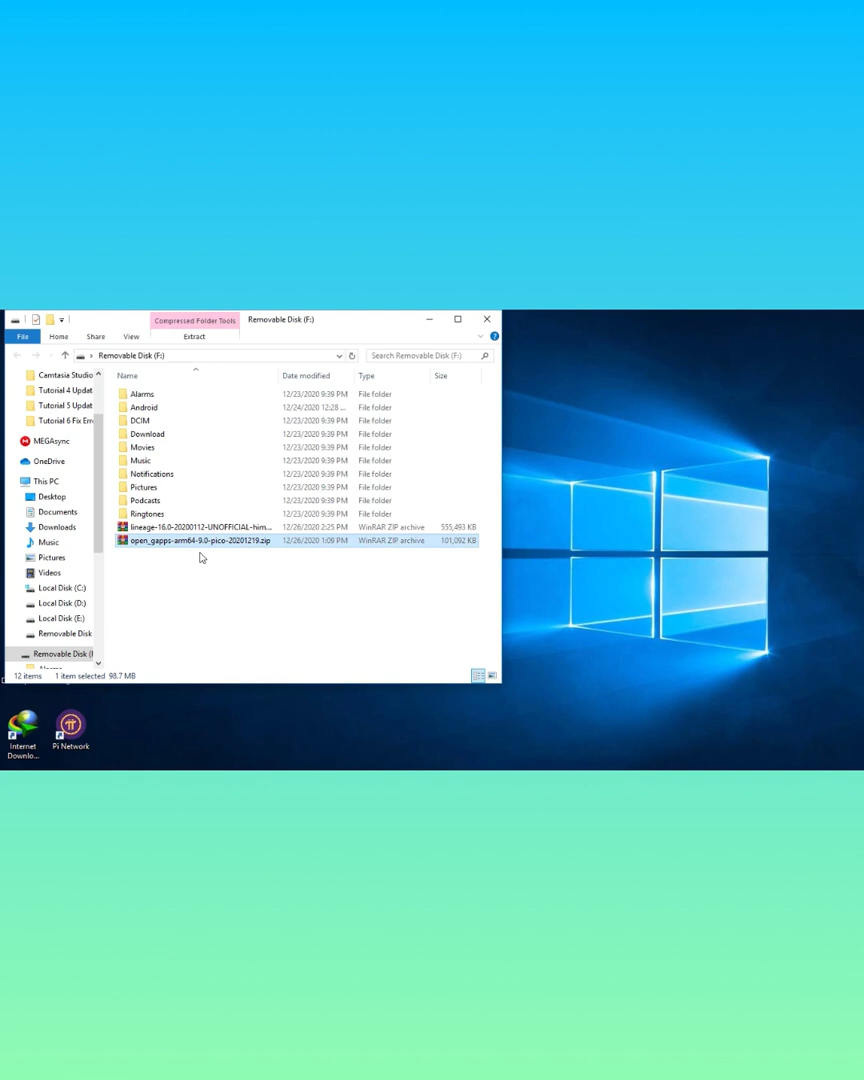 Compressed Folder Tools
Removable Disk (F:)
File
Home
Share
View
Extract
Removable Disk (F:)
Search Removable Disk (F:)
Name
Date modified
Type
Size
Camtasia Studio
Tutorial 4 Updat
Tutorial 5 Updat
Tutorial 6 Fix Erro
MEGAsync
OneDrive
This PC
Desktop
Documents
Downloads
Music
Pictures
Videos
Local Disk (C:)
Local Disk (D:)
Local Disk (E:)
Removable Disk
Removable Disk (F
Alarms 12/23/2020 9:39 PM File folder
Android 12/24/2020 12:28 ... File folder
DCIM 12/23/2020 9:39 PM File folder
Download 12/23/2020 9:39 PM File folder
Movies 12/23/2020 9:39 PM File folder
Music 12/23/2020 9:39 PM File folder
Notifications 12/23/2020 9:39 PM File folder
Pictures 12/23/2020 9:39 PM File folder
Podcasts 12/23/2020 9:39 PM File folder
Ringtones 12/23/2020 9:39 PM File folder
lineage-16.0-20200112-UNOFFICIAL-him... 12/26/2020 2:25 PM WinRAR ZIP archive 555,493 KB
open_gapps-arm64-9.0-pico-20201219.zip 12/26/2020 1:09 PM WinRAR ZIP archive 101,092 KB
12 items 1 item selected 98.7 MB
Internet
Downlo...
Pi Network